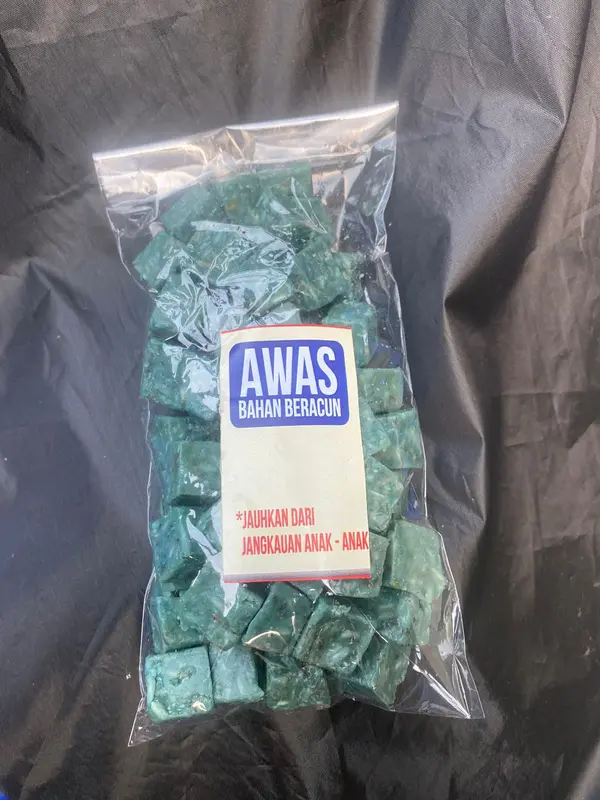 AWAS
BAHAN BERACUN
*JAUHKAN DARI
JANGKAUAN ANAK - ANAK